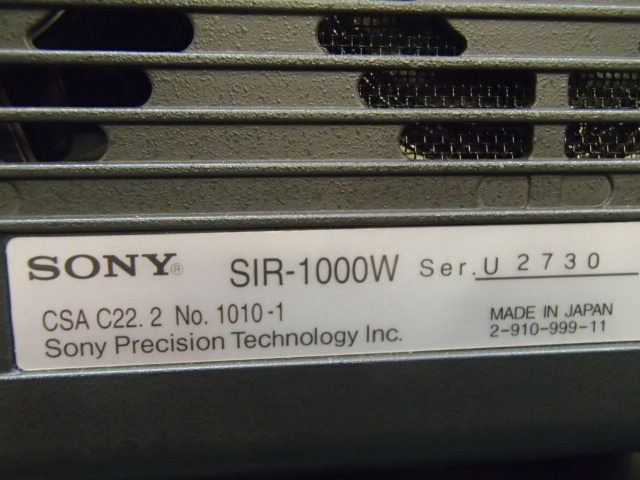 SONY® SIR-1000W Ser. U 2730
CSA C22. 2 No. 1010-1
Sony Precision Technology Inc.
MADE IN JAPAN
2-910-999-11